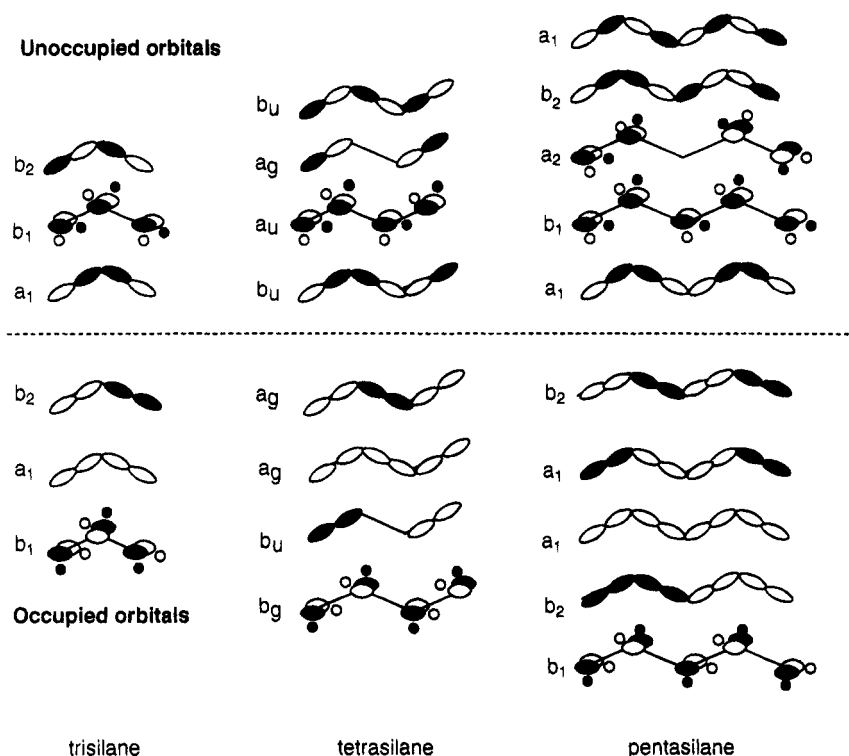 Unoccupied orbitals
b₂
b₁
a₁
bu
ag
au
bu
a₁
b₂
a₂
b₁
a₁
b₂
a₁
b₁
Occupied orbitals
ag
ag
bu
bg
b₂
a₁
a₁
b₂
b₁
trisilane
tetrasilane
pentasilane